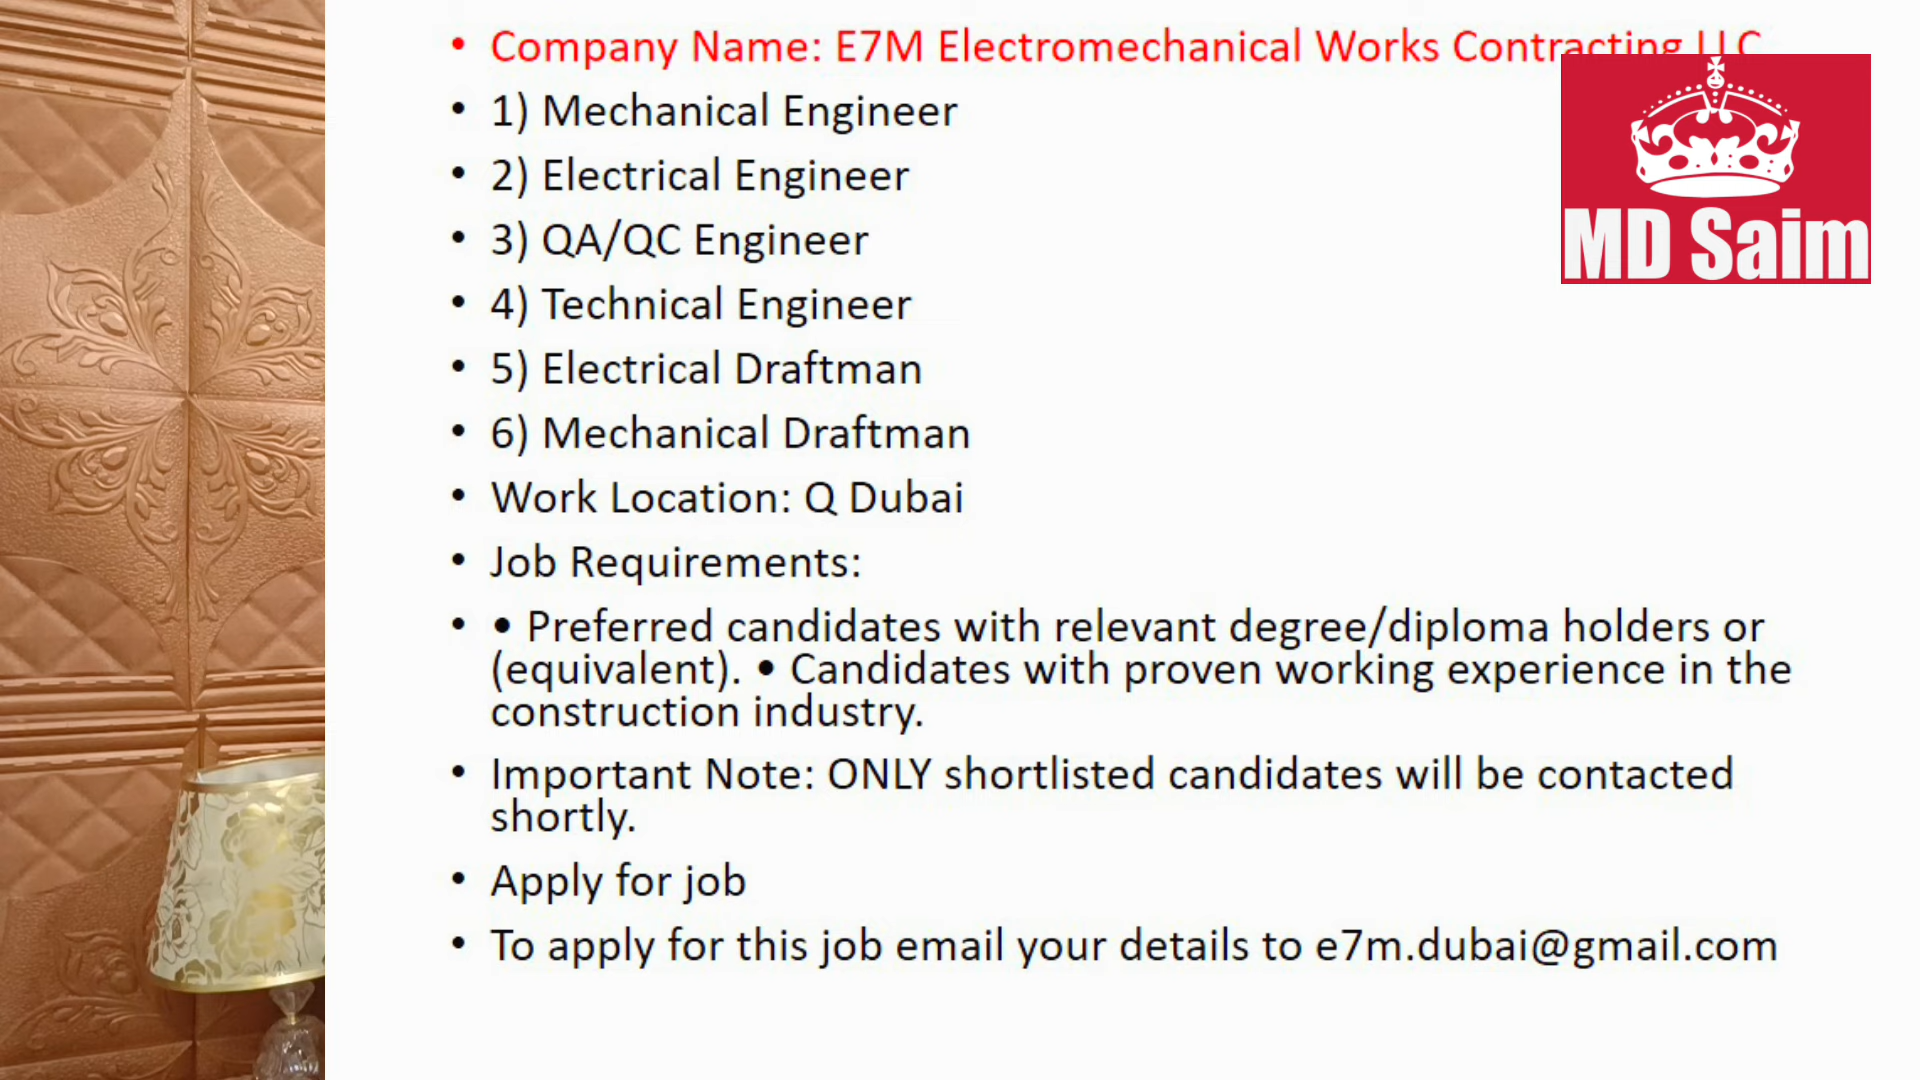 • Company Name: E7M Electromechanical Works Contracting LLC
• 1) Mechanical Engineer
• 2) Electrical Engineer
• 3) QA/QC Engineer
• 4) Technical Engineer
• 5) Electrical Draftman
• 6) Mechanical Draftman
• Work Location: Q Dubai
• Job Requirements:
• • Preferred candidates with relevant degree/diploma holders or
(equivalent). • Candidates with proven working experience in the
construction industry.
• Important Note: ONLY shortlisted candidates will be contacted
shortly.
• Apply for job
• To apply for this job email your details to e7m.dubai@gmail.com
MD Saim